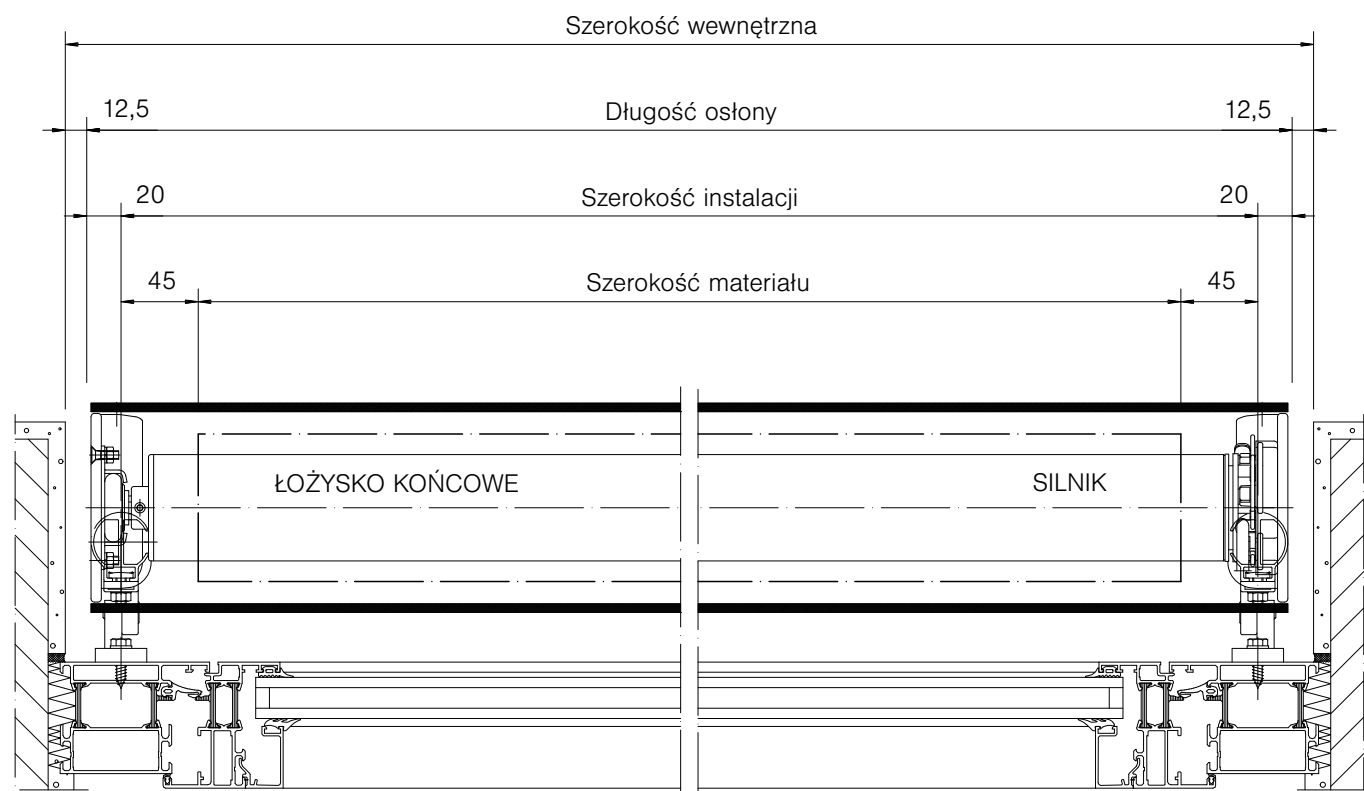 Szerokość wewnętrzna
12,5 Długość osłony 12,5
20 Szerokość instalacji 20
45 Szerokość materiału 45
ŁOŻYSKO KOŃCOWE SILNIK